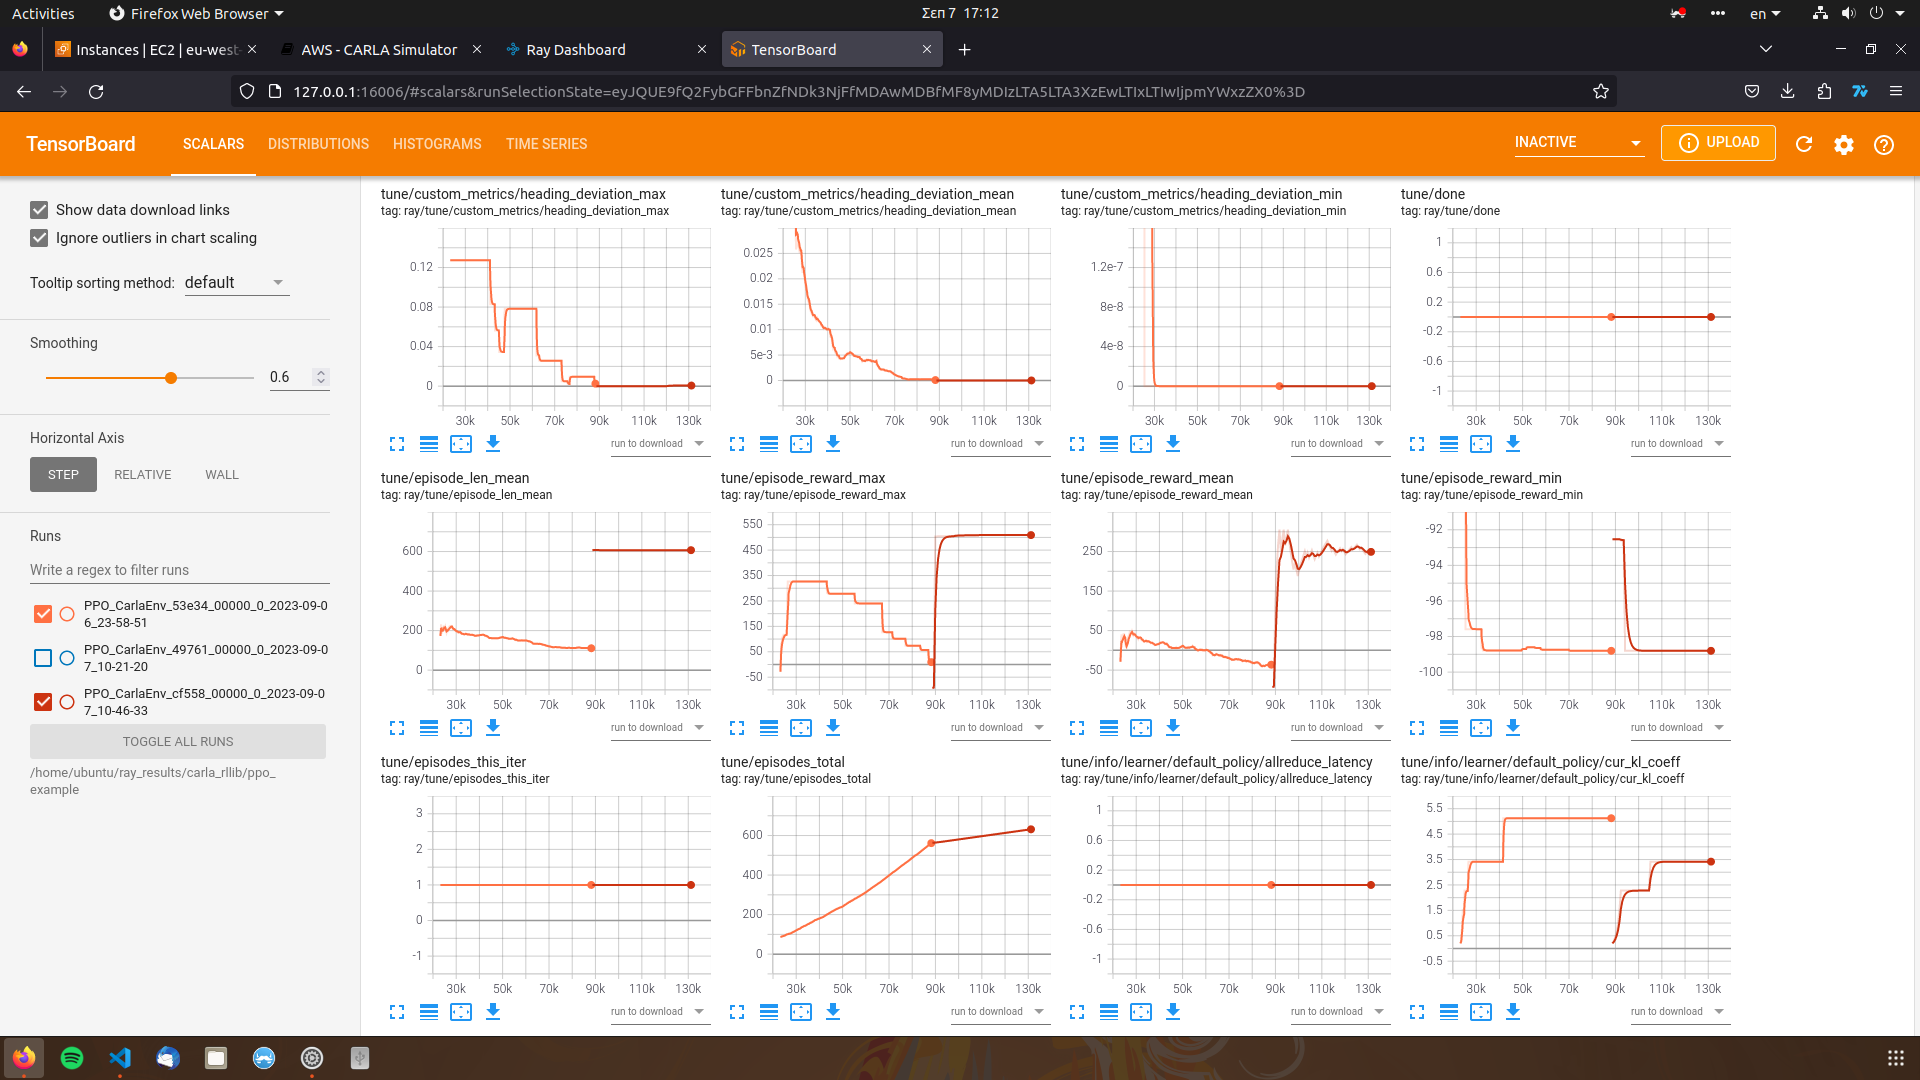 Activities
Firefox Web Browser
Σεπ 7 17:12
en
Instances | EC2 | eu-west-
AWS - CARLA Simulator
Ray Dashboard
TensorBoard
127.0.0.1:16006/#scalars&runSelectionState=eyJQUE9fQ2FybGFFbnZfNDk3NjFfMDAwMDBfMF8yMDIzLTA5LTA3XzEwLTIxLTIwIjpmYWxzZX0%3D
TensorBoard
SCALARS
DISTRIBUTIONS
HISTOGRAMS
TIME SERIES
INACTIVE
UPLOAD
Show data download links
Ignore outliers in chart scaling
Tooltip sorting method: default
Smoothing
0.6
Horizontal Axis
STEP
RELATIVE
WALL
Runs
Write a regex to filter runs
PPO_CarlaEnv_53e34_00000_0_2023-09-0
6_23-58-51
PPO_CarlaEnv_49761_00000_0_2023-09-0
7_10-21-20
PPO_CarlaEnv_cf558_00000_0_2023-09-0
7_10-46-33
TOGGLE ALL RUNS
/home/ubuntu/ray_results/carla_rllib/ppo_
example
tune/custom_metrics/heading_deviation_max
tag: ray/tune/custom_metrics/heading_deviation_max
0.12
0.08
0.04
0
30k 50k 70k 90k 110k 130k
run to download
tune/custom_metrics/heading_deviation_mean
tag: ray/tune/custom_metrics/heading_deviation_mean
0.025
0.02
0.015
0.01
5e-3
0
30k 50k 70k 90k 110k 130k
run to download
tune/custom_metrics/heading_deviation_min
tag: ray/tune/custom_metrics/heading_deviation_min
1.2e-7
8e-8
4e-8
0
30k 50k 70k 90k 110k 130k
run to download
tune/done
tag: ray/tune/done
1
0.6
0.2
-0.2
-0.6
-1
30k 50k 70k 90k 110k 130k
run to download
tune/episode_len_mean
tag: ray/tune/episode_len_mean
600
400
200
0
30k 50k 70k 90k 110k 130k
run to download
tune/episode_reward_max
tag: ray/tune/episode_reward_max
550
450
350
250
150
50
-50
30k 50k 70k 90k 110k 130k
run to download
tune/episode_reward_mean
tag: ray/tune/episode_reward_mean
250
150
50
-50
30k 50k 70k 90k 110k 130k
run to download
tune/episode_reward_min
tag: ray/tune/episode_reward_min
-92
-94
-96
-98
-100
30k 50k 70k 90k 110k 130k
run to download
tune/episodes_this_iter
tag: ray/tune/episodes_this_iter
3
2
1
0
-1
30k 50k 70k 90k 110k 130k
run to download
tune/episodes_total
tag: ray/tune/episodes_total
600
400
200
0
30k 50k 70k 90k 110k 130k
run to download
tune/info/learner/default_policy/allreduce_latency
tag: ray/tune/info/learner/default_policy/allreduce_latency
1
0.6
0.2
-0.2
-0.6
-1
30k 50k 70k 90k 110k 130k
run to download
tune/info/learner/default_policy/cur_kl_coeff
tag: ray/tune/info/learner/default_policy/cur_kl_coeff
5.5
4.5
3.5
2.5
1.5
0.5
-0.5
30k 50k 70k 90k 110k 130k
run to download